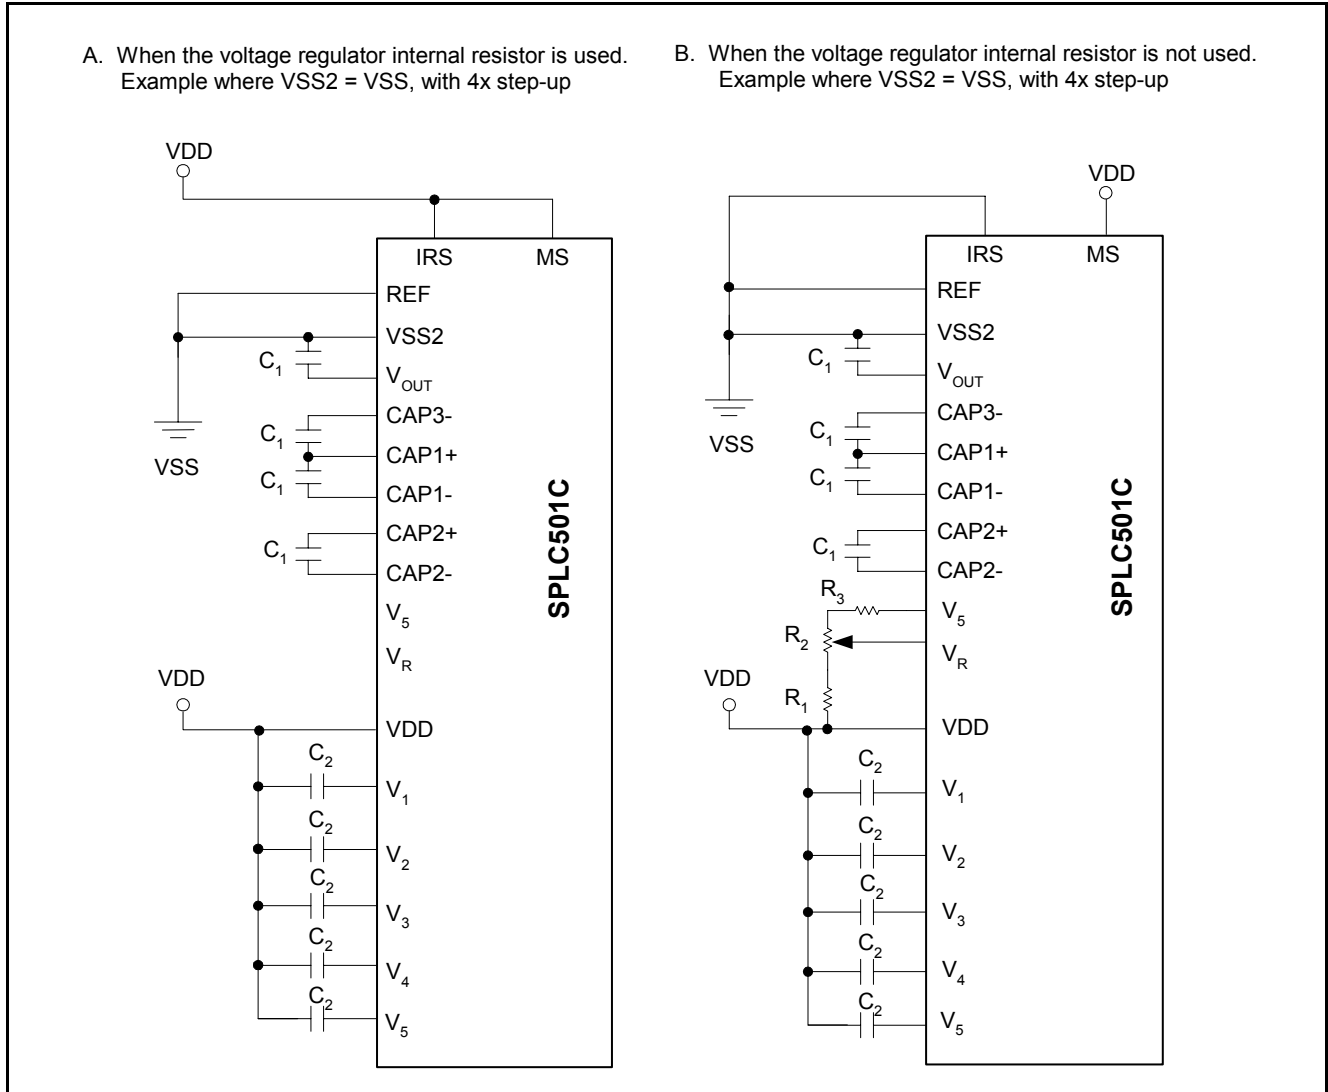 A. When the voltage regulator internal resistor is used.
Example where VSS2 = VSS, with 4x step-up
VDD
IRS MS
REF
VSS2
C1
VOUT
CAP3-
C1
CAP1+
VSS
C1
CAP1-
CAP2+
C1
CAP2-
SPLC501C
V5
VR
VDD
VDD
C2
V1
C2
V2
C2
V3
C2
V4
C2
V5
B. When the voltage regulator internal resistor is not used.
Example where VSS2 = VSS, with 4x step-up
VDD
IRS MS
REF
VSS2
C1
VOUT
CAP3-
C1
VSS
CAP1+
C1
CAP1-
CAP2+
C1
CAP2-
SPLC501C
R3
V5
R2
VR
VDD
R1
VDD
C2
V1
C2
V2
C2
V3
C2
V4
C2
V5